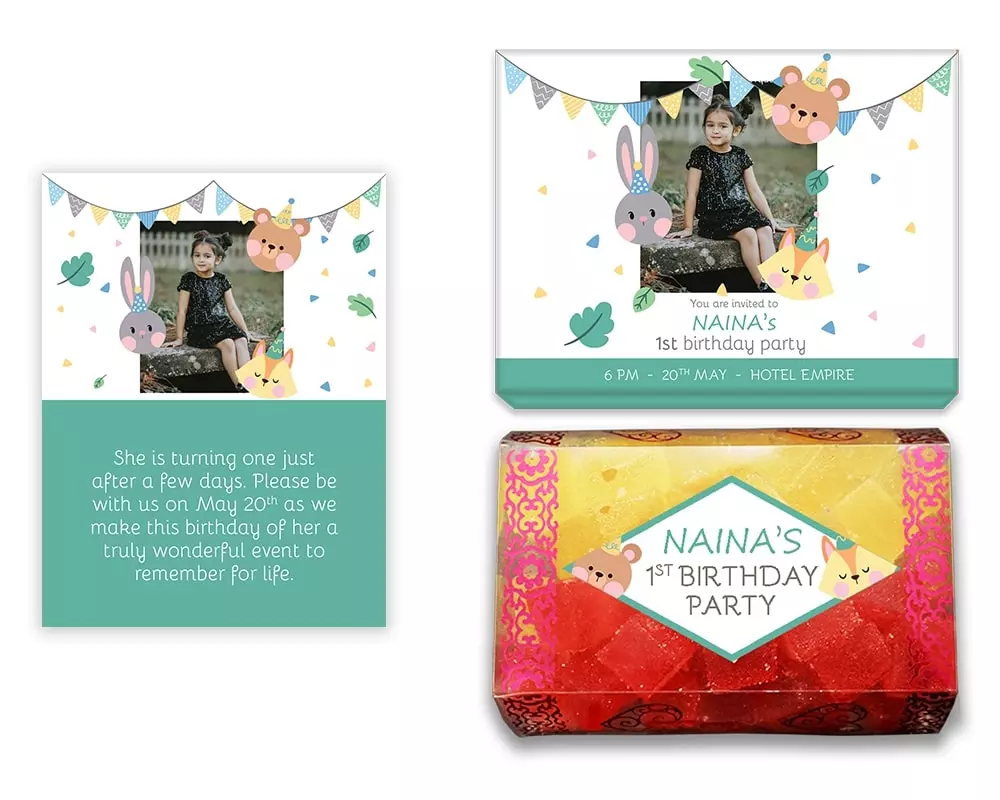 She is turning one just
after a few days. Please be
with us on May 20th as we
make this birthday of her a
truly wonderful event to
remember for life.
You are invited to
NAINA's
1st birthday party
6 PM - 20TH MAY - HOTEL EMPIRE
NAINA'S
1ST BIRTHDAY
PARTY